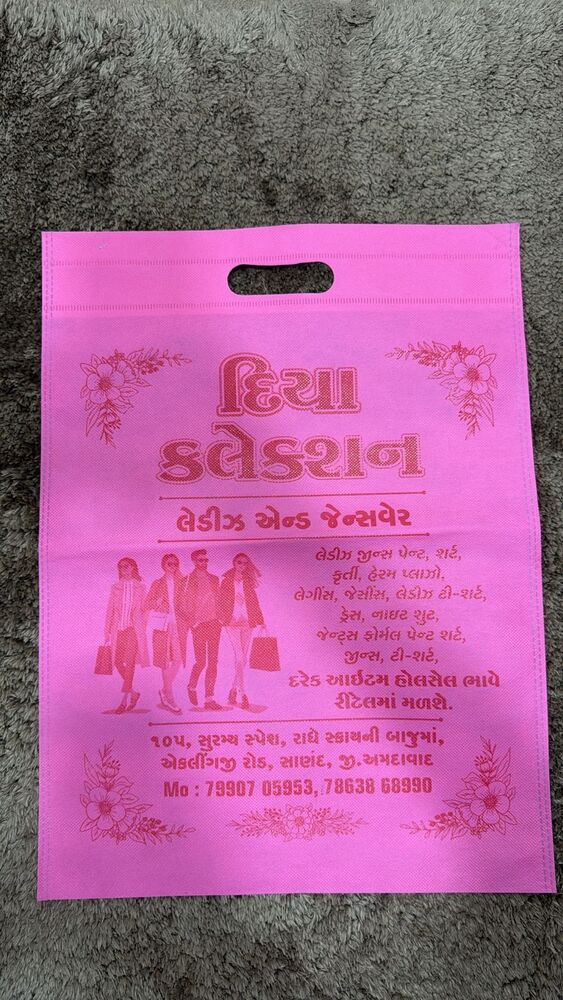 દિયા
કલેક્શન
લેડીઝ એન્ડ જેન્સવેર
લેડીઝ જીન્સ પેન્ટ, શર્ટ,
કૃર્તી, હેરમ પ્લાઝો,
લેગીંસ, જેસીંસ, લેડીઝ ટી-શર્ટ,
ડ્રેસ, નાઇટ શુટ,
જેન્ટ્સ ફોર્મલ પેન્ટ શર્ટ,
જીન્સ, ટી-શર્ટ,
દરેક આઈટમ હોલસેલ ભાવે
રીટેલમાં મળશે.
૧૦૫, સુરમ્ય સ્પેશ, રાધે સ્કાયની બાજુમાં,
એકલીંગજી રોડ, સાણંદ, જી.અમદાવાદ
Mo : 79907 05953, 78638 68990